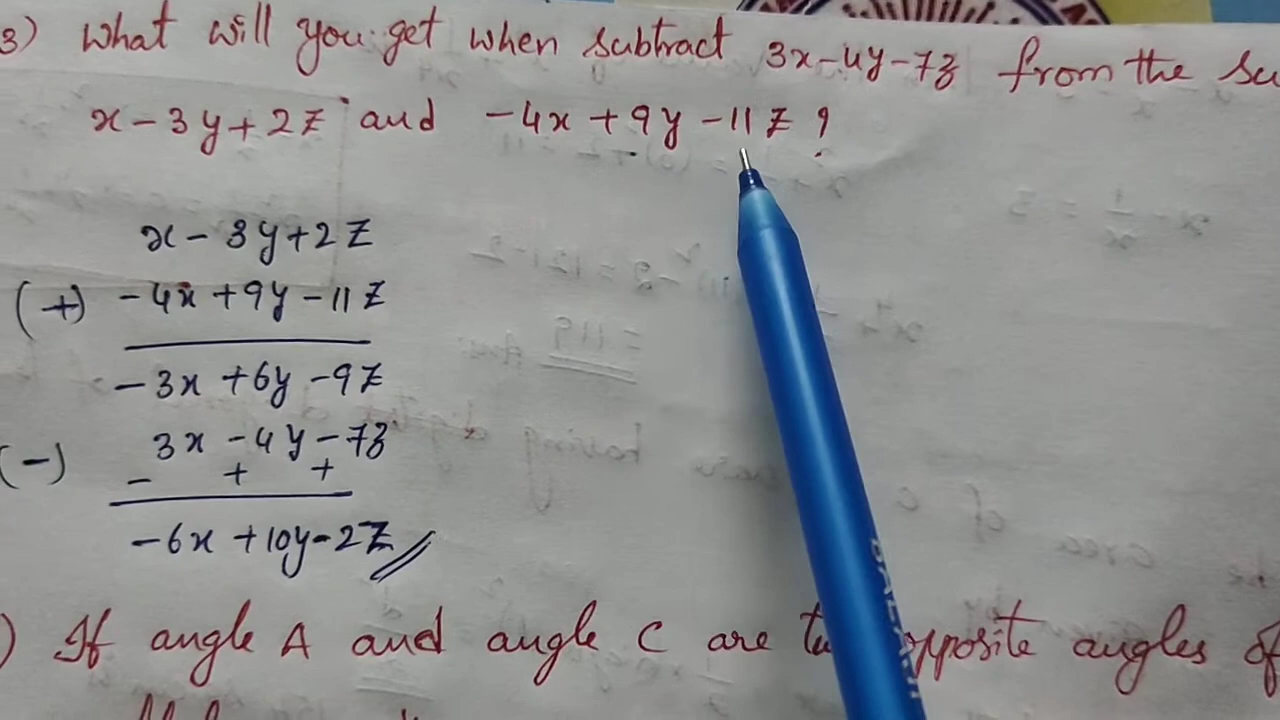 3) What will you get when subtract 3x-4y-7z from the su
x-3y+2z and -4x+9y-11z?
x-3y+2z
(+) -4x+9y-11z
-3x+6y-9z
(-) 3x-4y-7z
- + +
-6x+10y-2z
) If angle A and angle C are opposite angles of